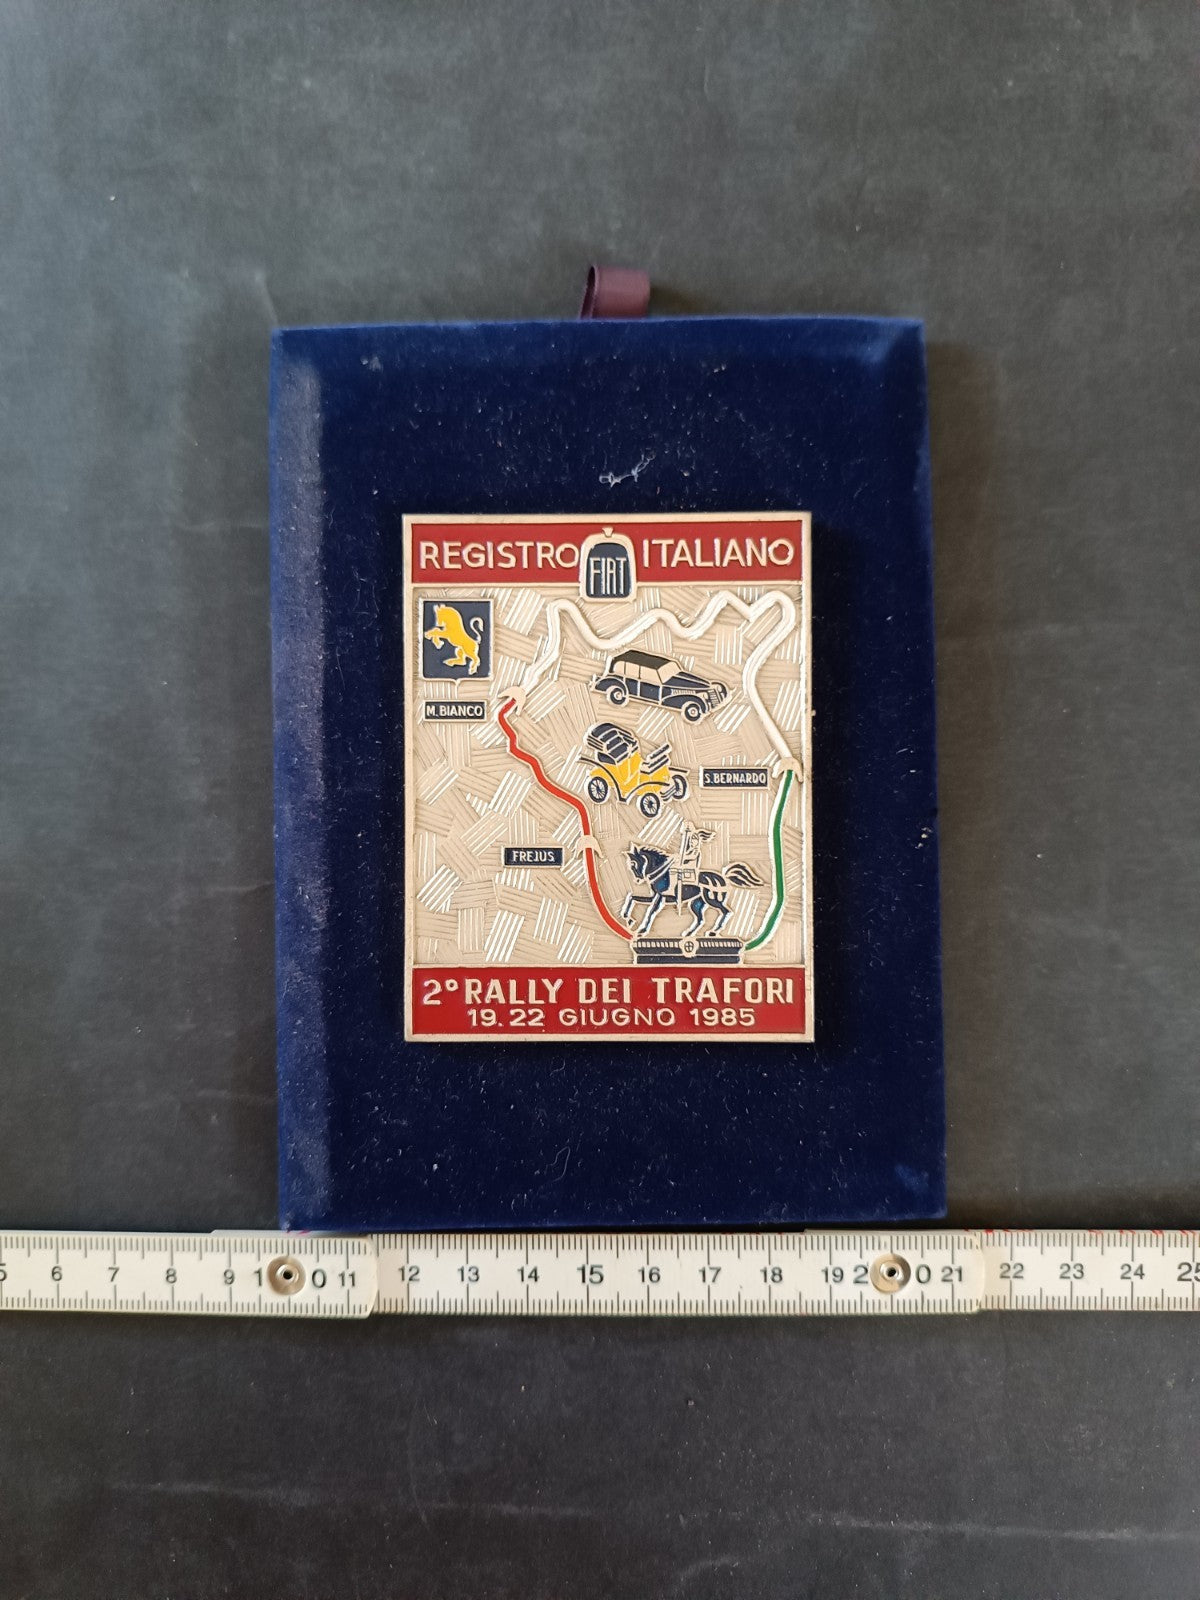 REGISTRO FIAT ITALIANO
M. BIANCO
S. BERNARDO
FREJUS
2° RALLY DEI TRAFORI
19.22 GIUGNO 1985
5 6 7 8 9 10 11 12 13 14 15 16 17 18 19 20 21 22 23 24 25